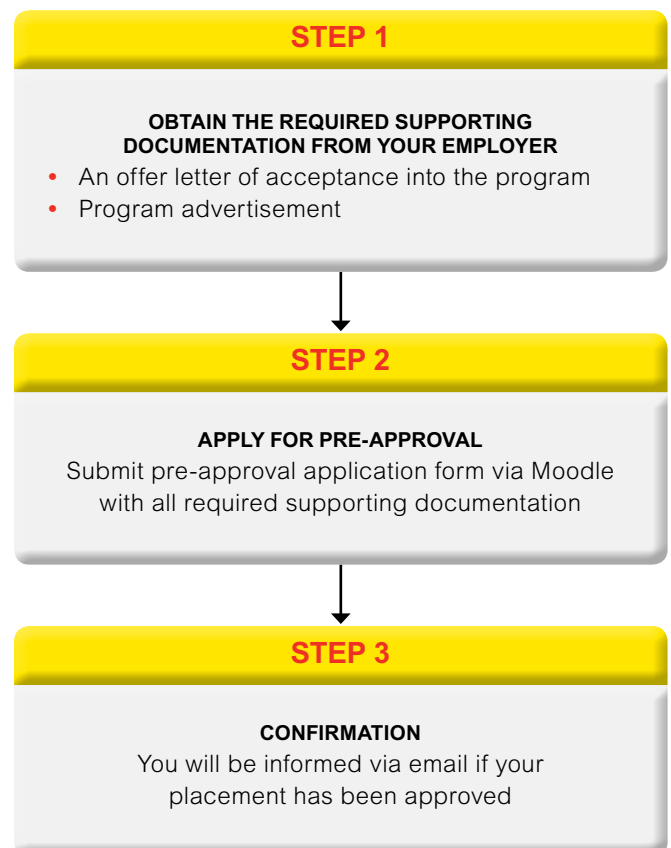 STEP 1
OBTAIN THE REQUIRED SUPPORTING
DOCUMENTATION FROM YOUR EMPLOYER
• An offer letter of acceptance into the program
• Program advertisement
STEP 2
APPLY FOR PRE-APPROVAL
Submit pre-approval application form via Moodle
with all required supporting documentation
STEP 3
CONFIRMATION
You will be informed via email if your
placement has been approved